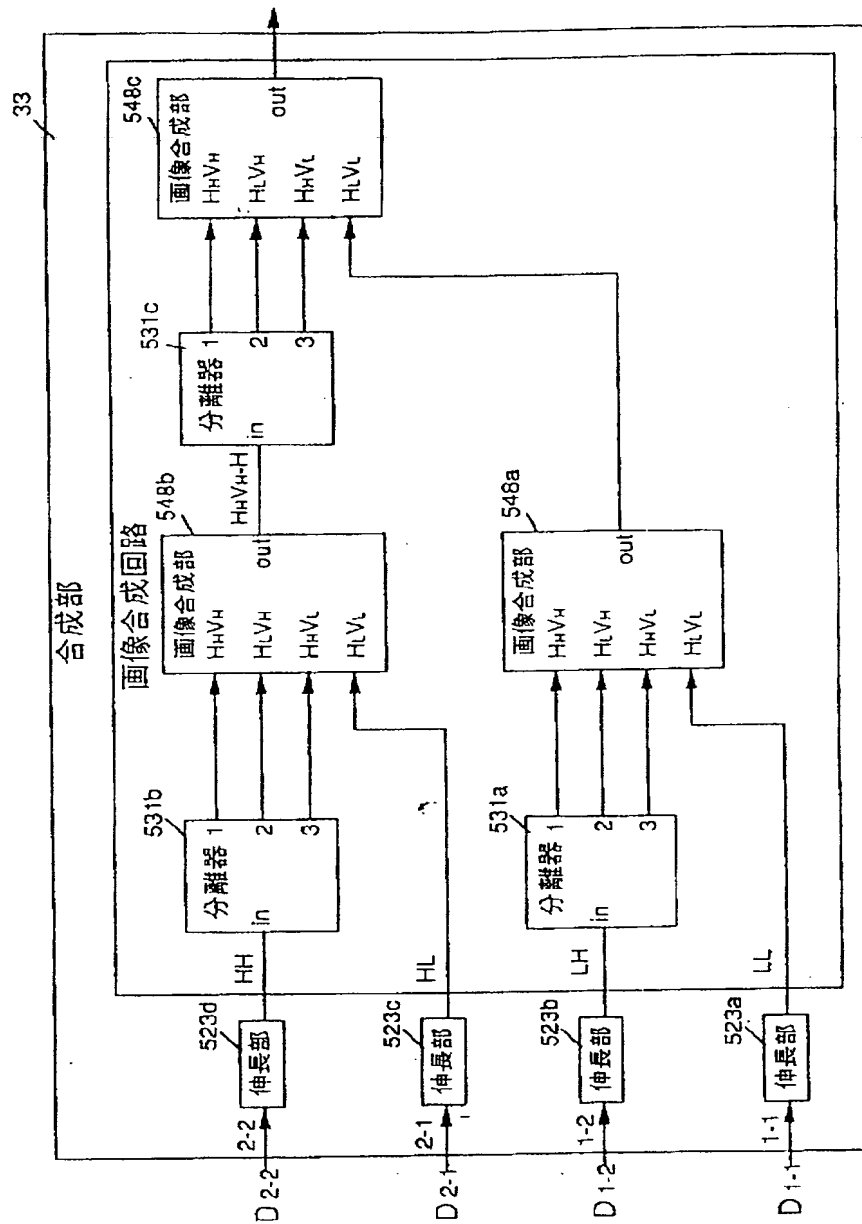 33
合成部
画像合成回路
548c
画像合成部
HHVH
HLVH
HHVL
HLVL
out
531c
分離器
in
1
2
3
HHVH-H
548b
画像合成部
HHVH
HLVH
HHVL
HLVL
out
548a
画像合成部
HHVH
HLVH
HHVL
HLVL
out
531b
分離器
in
1
2
3
531a
分離器
in
1
2
3
HH
HL
LH
LL
523d
伸長部
523c
伸長部
523b
伸長部
523a
伸長部
2-2
2-1
1-2
1-1
D2-2
D2-1
D1-2
D1-1